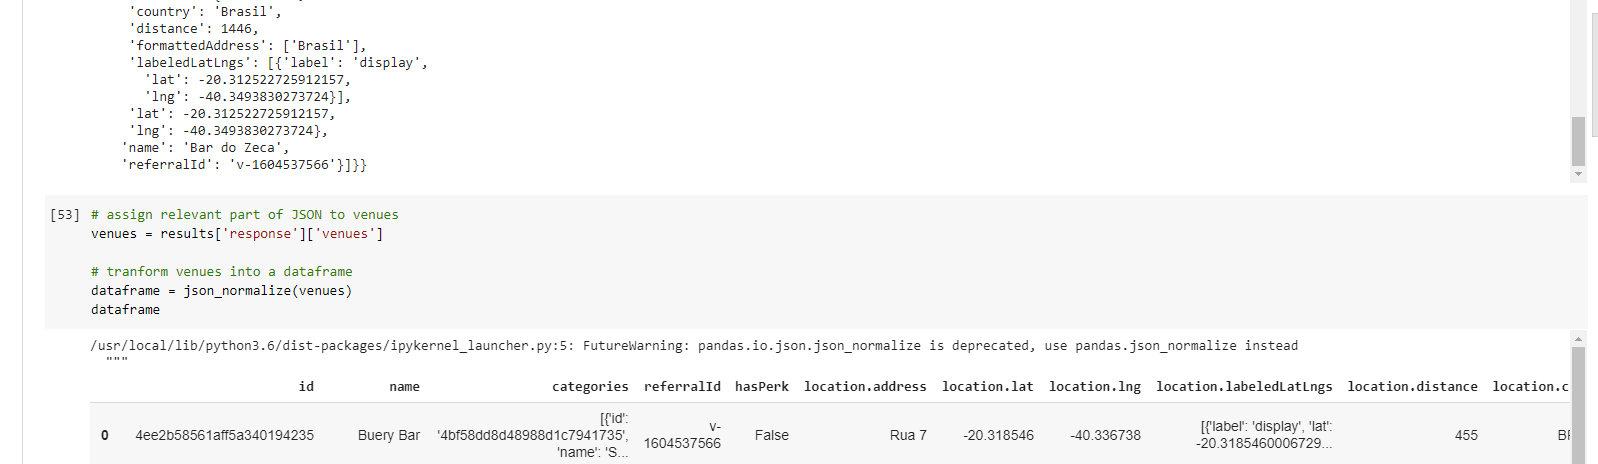 'country': 'Brasil',
'distance': 1446,
'formattedAddress': ['Brasil'],
'labeledLatLngs': [{'label': 'display',
'lat': -20.312522725912157,
'lng': -40.3493830273724}],
'lat': -20.312522725912157,
'lng': -40.3493830273724},
'name': 'Bar do Zeca',
'referralId': 'v-1604537566'}]}}
[53] # assign relevant part of JSON to venues
venues = results['response']['venues']
# tranform venues into a dataframe
dataframe = json_normalize(venues)
dataframe
/usr/local/lib/python3.6/dist-packages/ipykernel_launcher.py:5: FutureWarning: pandas.io.json.json_normalize is deprecated, use pandas.json_normalize instead
"""
id name categories referralId hasPerk location.address location.lat location.lng location.labeledLatLngs location.distance location.c
0 4ee2b58561aff5a340194235 Buery Bar [{'id': '4bf58dd8d48988d1c7941735', 'name': 'S... v-1604537566 False Rua 7 -20.318546 -40.336738 [{'label': 'display', 'lat': -20.3185460006729... 455